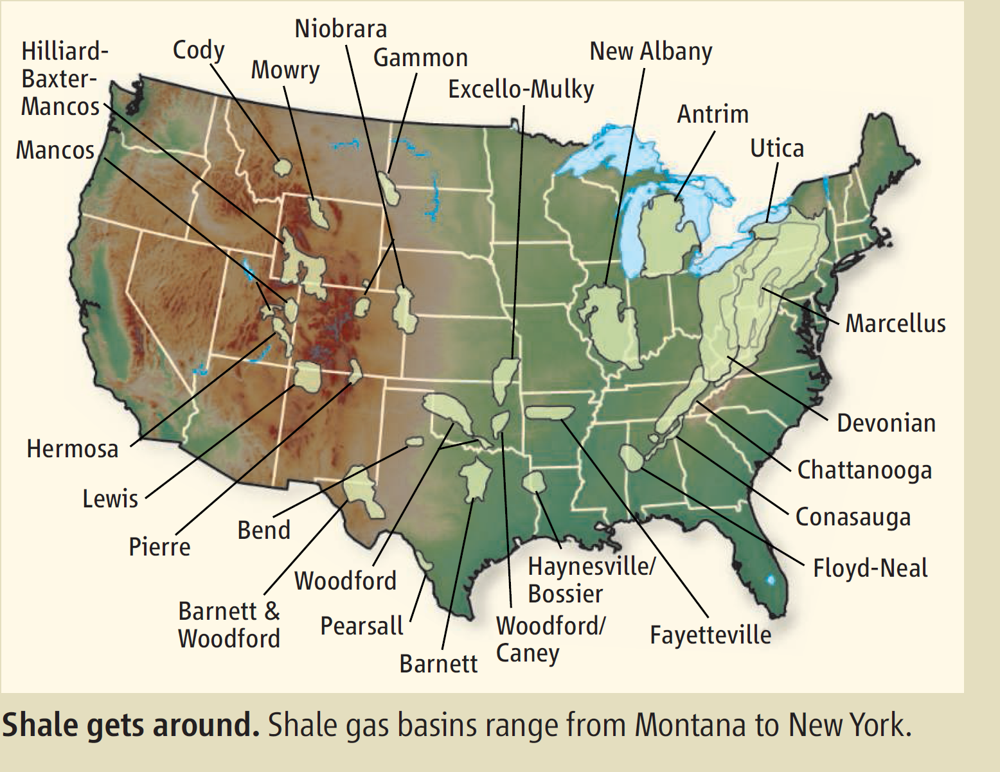 Niobrara
Hilliard-
Baxter-
Mancos
Cody
Mowry
Gammon
New Albany
Excello-Mulky
Antrim
Utica
Mancos
Marcellus
Devonian
Hermosa
Chattanooga
Lewis
Conasauga
Bend
Pierre
Floyd-Neal
Woodford
Haynesville/
Bossier
Barnett &
Woodford
Pearsall
Woodford/
Caney
Fayetteville
Barnett
Shale gets around. Shale gas basins range from Montana to New York.